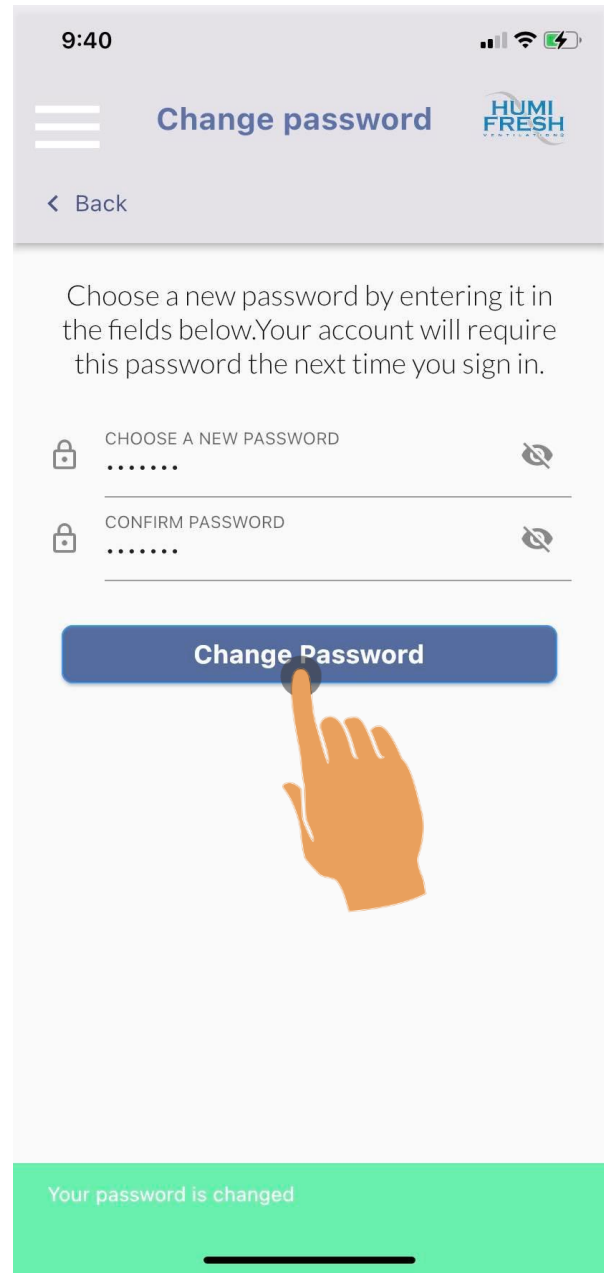 9:40
Change password
HUMI
FRESH
VENTILATIONS
Back
Choose a new password by entering it in
the fields below.Your account will require
this password the next time you sign in.
CHOOSE A NEW PASSWORD
•••••••
CONFIRM PASSWORD
•••••••
Change Password
Your password is changed